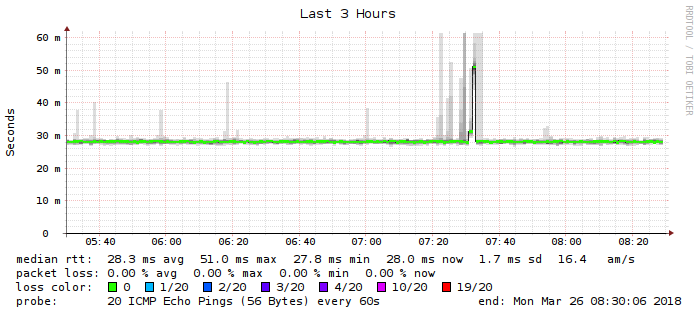 Last 3 Hours
RRDTOOL / TOBI OETIKER
Seconds
60 m
50 m
40 m
30 m
20 m
10 m
0
05:40 06:00 06:20 06:40 07:00 07:20 07:40 08:00 08:20
median rtt: 28.3 ms avg 51.0 ms max 27.8 ms min 28.0 ms now 1.7 ms sd 16.4 am/s
packet loss: 0.00 % avg 0.00 % max 0.00 % min 0.00 % now
loss color: 0 1/20 2/20 3/20 4/20 10/20 19/20
probe: 20 ICMP Echo Pings (56 Bytes) every 60s end: Mon Mar 26 08:30:06 2018